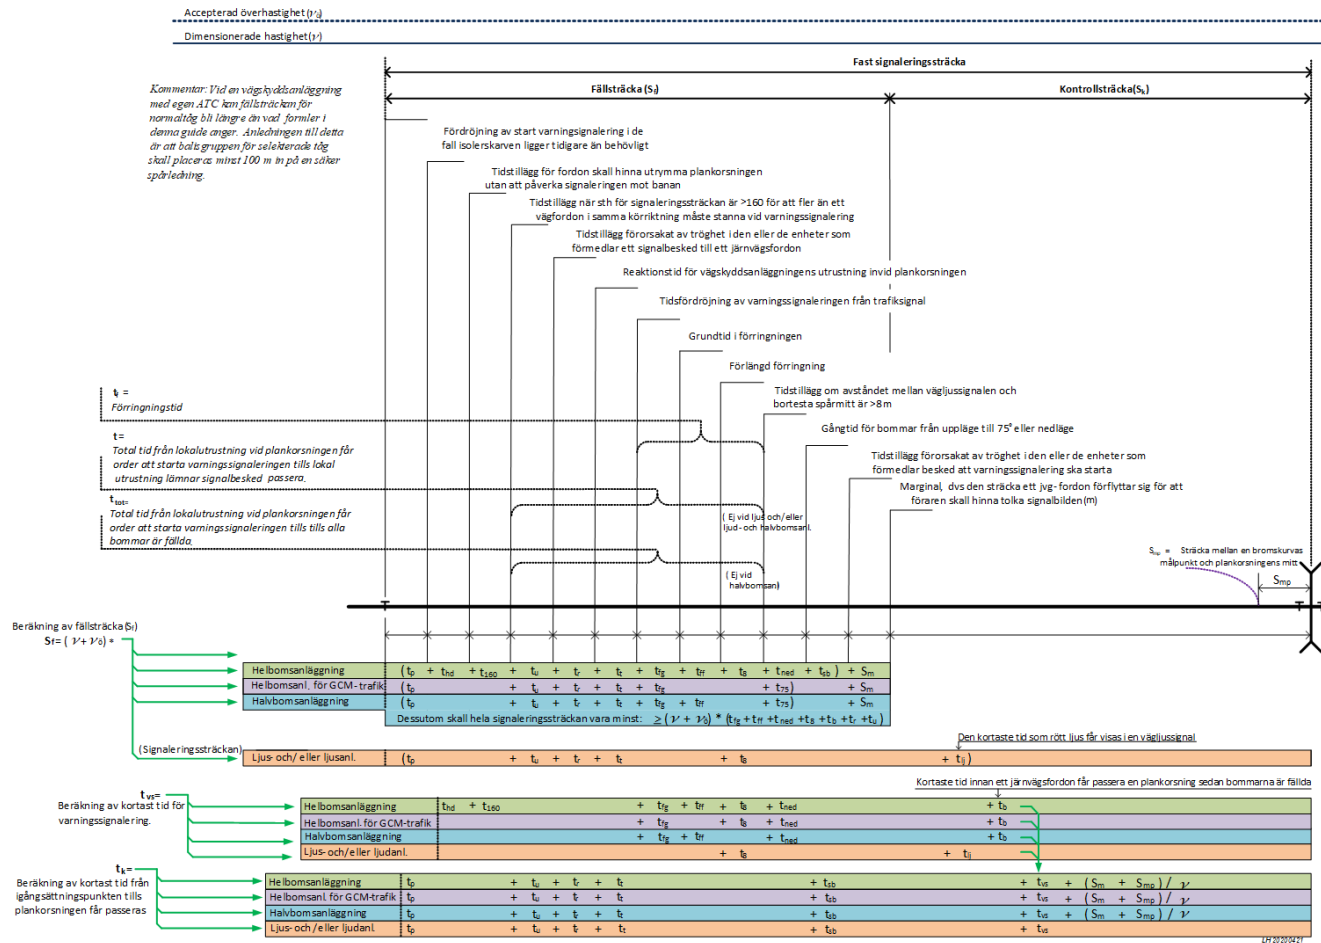 Accepterad överhastighet (v₀)
Dimensionerade hastighet (v)
Fast signaleringssträcka
Fällsträcka (Sf)
Kontrollsträcka(Sk)
Kommentar: Vid en vägskyddsanläggning
med egen ATC kan fällsträckan för
normaltåg bli längre än vad formler i
denna guide anger. Anledningen till detta
är att balisgruppen för selekterade tåg
skall placeras minst 100 m in på en säker
spårledning.
Fördröjning av start varningsignalering i de
fall isolerskarven ligger tidigare än behövligt
Tidstillägg för fordon skall hinna utrymma plankorsningen
utan att påverka signaleringen mot banan
Tidstillägg när sth för signaleringssträckan är >160 för att fler än ett
vägfordon i samma körriktning måste stanna vid varningssignalering
Tidstillägg förorsakat av tröghet i den eller de enheter som
förmedlar ett signalbesked till ett järnvägsfordon
Reaktionstid för vägskyddsanläggningens utrustning invid plankorsningen
Tidsfördröjning av varningssignaleringen från trafiksignal
Grundtid i förringningen
Förlängd förringning
Tidstillägg om avståndet mellan vägljussignalen och
bortesta spårmitt är >8 m
Gångtid för bommar från uppläge till 75° eller nedläge
Tidstillägg förorsakat av tröghet i den eller de enheter som
förmedlar besked att varningssignalering ska starta
Marginal, dvs den sträcka ett jvg-fordon förflyttar sig för att
föraren skall hinna tolka signalbilden (m)
Förringningstid
t=
Total tid från lokalutrustning vid plankorsningen får
order att starta varningssignaleringen tills lokal
utrustning lämnar signalbesked passera.
t tot=
Total tid från lokalutrustning vid plankorsningen får
order att starta varningssignaleringen tills tills alla
bommar är fällda.
( Ej vid ljus och/eller
ljud- och halvbomsanl.
( Ej vid
halvbomsan)
Smp = Sträcka mellan en bromskurvas
målpunkt och plankorsningens mitt
Smp
T T T
Beräkning av fällsträcka (Sf)
Sf= ( v+ v₀) *
Helbomsanläggning (tp + thd + t160 + tu + tr + tt + tfg + tff + t8 + tned + tsb ) + Sm
Helbomsanl. för GCM-trafik (tp + tu + tr + tt + tfg + t75) + Sm
Halvbomsanläggning (tp + tu + tr + tt + tfg + tff + t75) + Sm
Dessutom skall hela signaleringssträckan vara minst: ≥ (v + v₀) * (tfg + tff + tned + t8 + tb + tr + tu)
(Signaleringssträckan)
Den kortaste tid som rött ljus får visas i en vägljussignal
Ljus-och/ eller ljusanl. (tp + tu + tr + tt + t8 + tlj)
Kortaste tid innan ett järnvägsfordon får passera en plankorsning sedan bommarna är fällda
tvs=
Beräkning av kortast tid för
varningssignalering.
Helbomsanläggning thd + t160 + tfg + tff + t8 + tned + tb
Helbomsanl. för GCM-trafik + tfg + t8 + tned + tb
Halvbomsanläggning + tfg + tff + tned + tb
Ljus-och/eller ljudanl. + t8 + tlj
tk=
Beräkning av kortast tid från
igångsättningspunkten tills
plankorsningen får passeras
Helbomsanläggning tp + tu + tr + tt + tsb + tvs + (Sm + Smp) / v
Helbomsanl. för GCM-trafik tp + tu + tr + tt + tsb + tvs + (Sm + Smp) / v
Halvbomsanläggning tp + tu + tr + tt + tsb + tvs + (Sm + Smp) / v
Ljus-och /eller ljudanl. tp + tu + tr + tt + tsb + tvs
LH 20200421